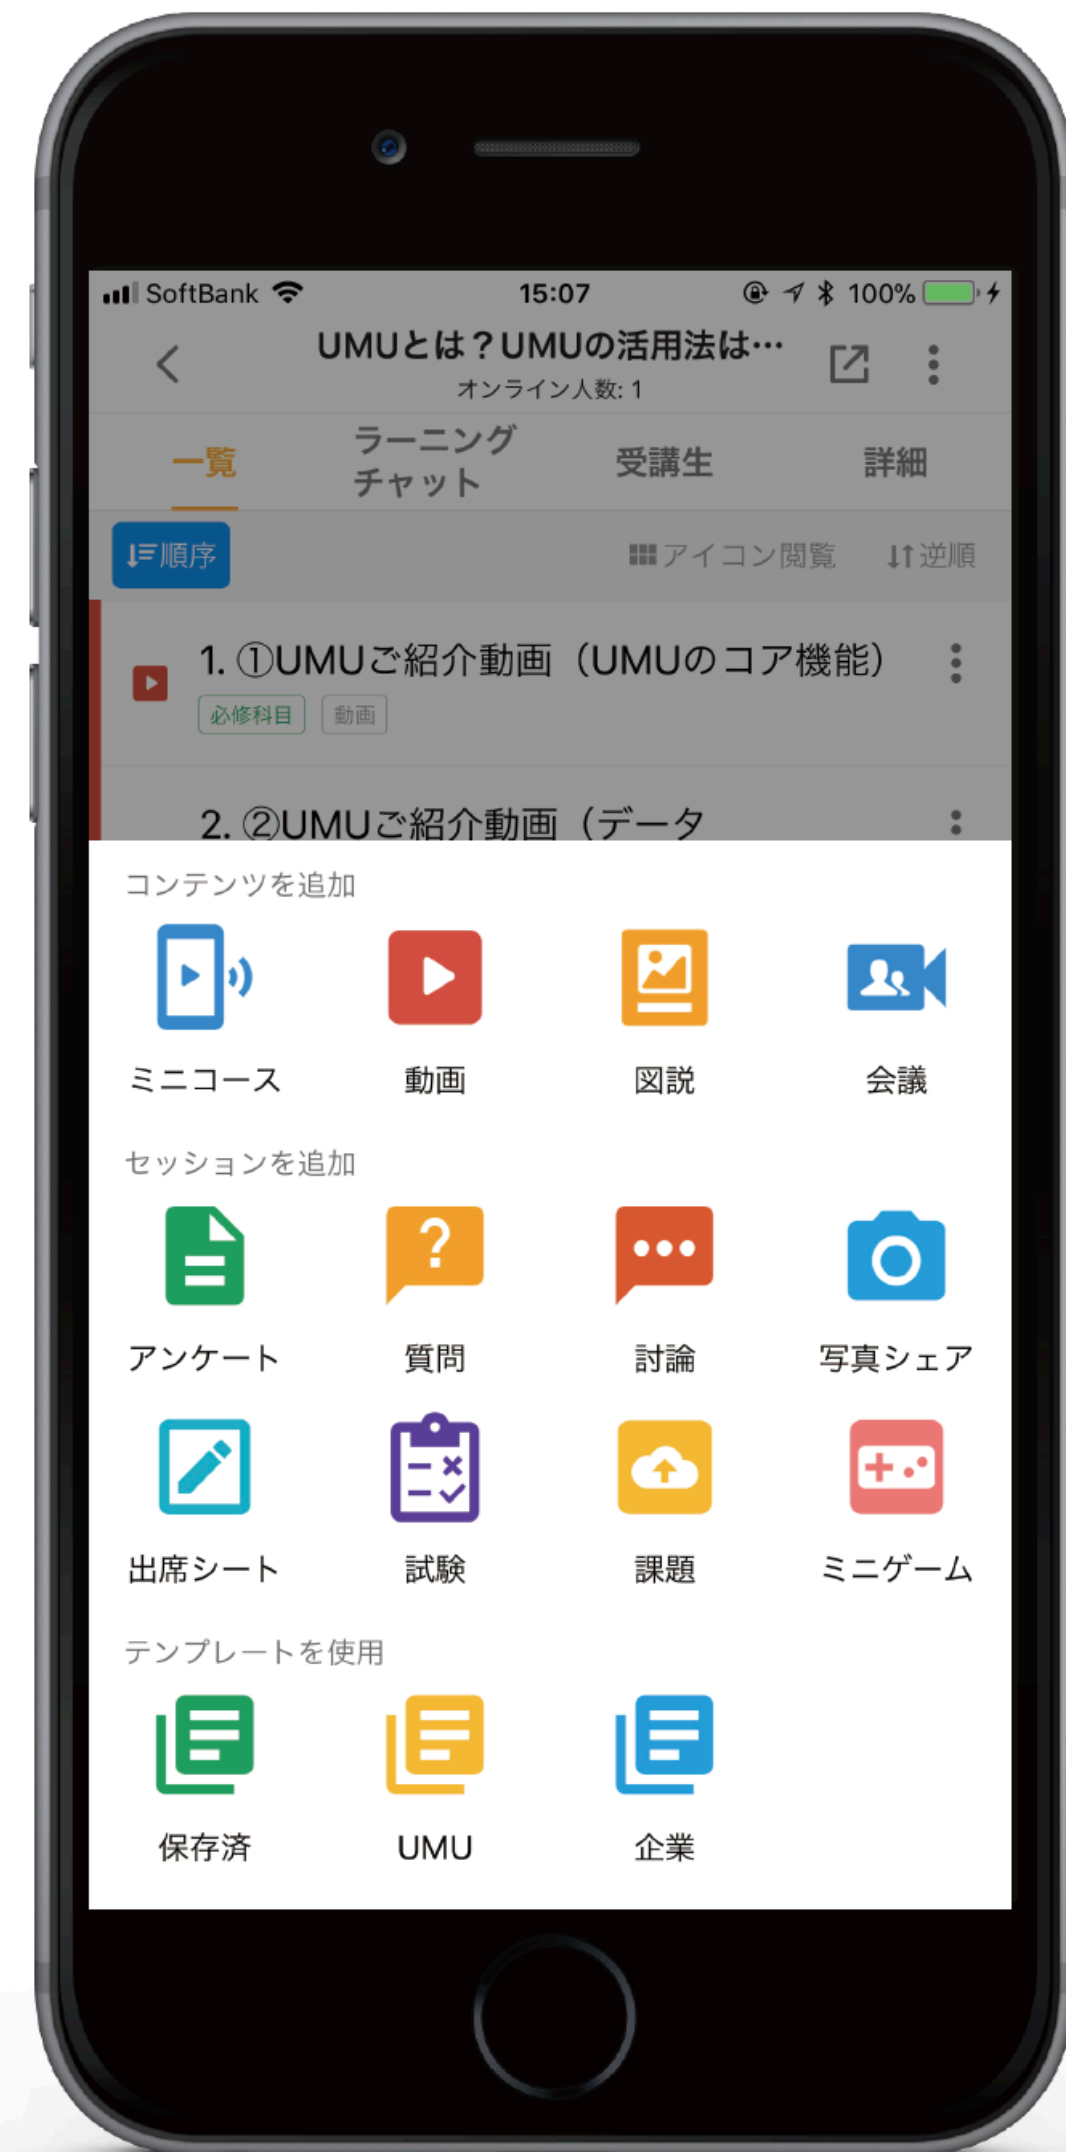 SoftBank 15:07 100%
UMUとは？UMUの活用法は…
オンライン人数: 1
一覧 ラーニングチャット 受講生 詳細
順序 アイコン閲覧 逆順
1. ①UMUご紹介動画（UMUのコア機能）
必修科目 動画
2. ②UMUご紹介動画（データ
コンテンツを追加
ミニコース 動画 図説 会議
セッションを追加
アンケート 質問 討論 写真シェア
出席シート 試験 課題 ミニゲーム
テンプレートを使用
保存済 UMU 企業